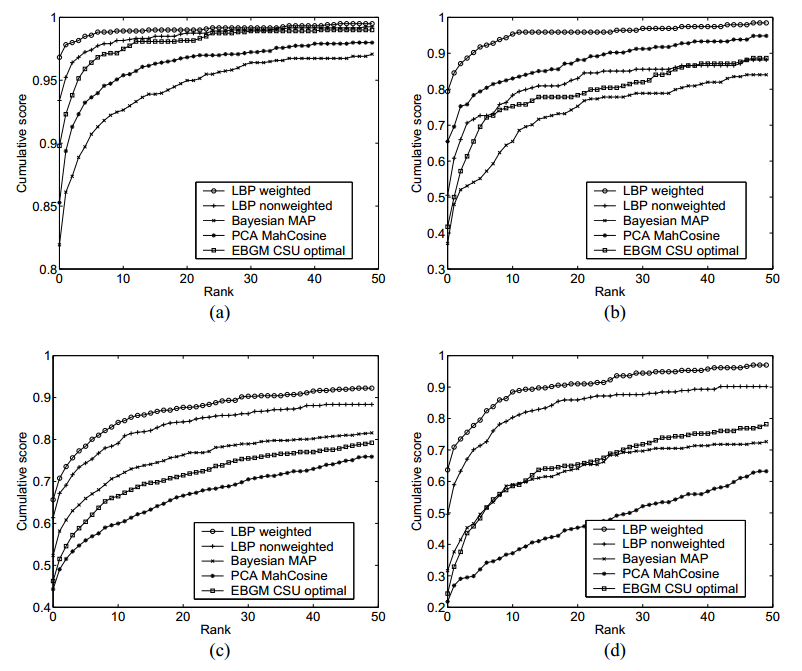 1
0.95
0.9
0.85
0.8
Cumulative score
LBP weighted
LBP nonweighted
Bayesian MAP
PCA MahCosine
EBGM CSU optimal
0 10 20 30 40 50
Rank
(a)
1
0.9
0.8
0.7
0.6
0.5
0.4
0.3
Cumulative score
LBP weighted
LBP nonweighted
Bayesian MAP
PCA MahCosine
EBGM CSU optimal
0 10 20 30 40 50
Rank
(b)
1
0.9
0.8
0.7
0.6
0.5
0.4
Cumulative score
LBP weighted
LBP nonweighted
Bayesian MAP
PCA MahCosine
EBGM CSU optimal
0 10 20 30 40 50
Rank
(c)
1
0.9
0.8
0.7
0.6
0.5
0.4
0.3
0.2
Cumulative score
LBP weighted
LBP nonweighted
Bayesian MAP
PCA MahCosine
EBGM CSU optimal
0 10 20 30 40 50
Rank
(d)